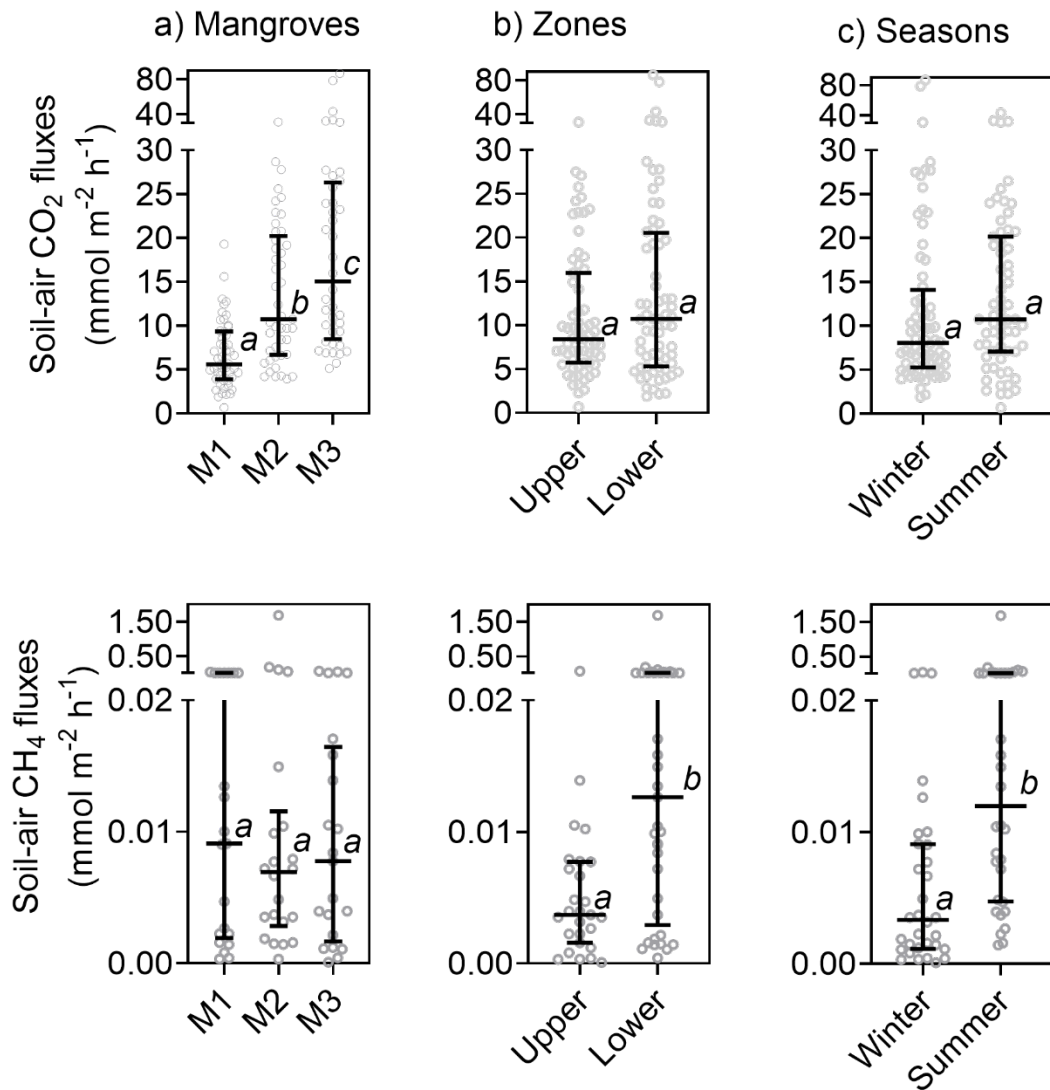 a) Mangroves
b) Zones
c) Seasons
Soil-air CO₂ fluxes
(mmol m⁻² h⁻¹)
80
40
30
25
20
15
10
5
0
a
b
c
M1
M2
M3
80
40
30
25
20
15
10
5
0
a
a
Upper
Lower
80
40
30
25
20
15
10
5
0
a
a
Winter
Summer
Soil-air CH₄ fluxes
(mmol m⁻² h⁻¹)
1.50
0.50
0.02
0.01
0.00
a
a
a
M1
M2
M3
1.50
0.50
0.02
0.01
0.00
a
b
Upper
Lower
1.50
0.50
0.02
0.01
0.00
a
b
Winter
Summer